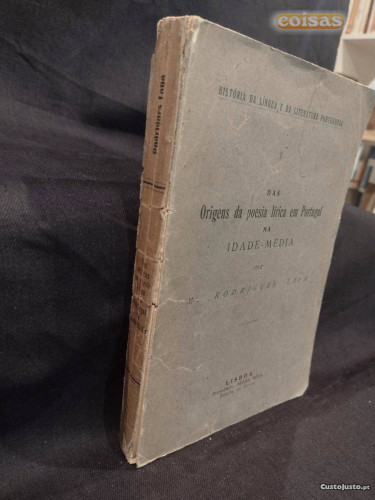 coisas
HISTÓRIA DA LÍNGUA E DA LITERATURA PORTUGUESA
I
DAS
Origens da poesia lírica em Portugal
NA
IDADE-MÉDIA
POR
M. RODRIGUES LAPA
LISBOA
Rodrigues Lapa
CustoJusto.pt